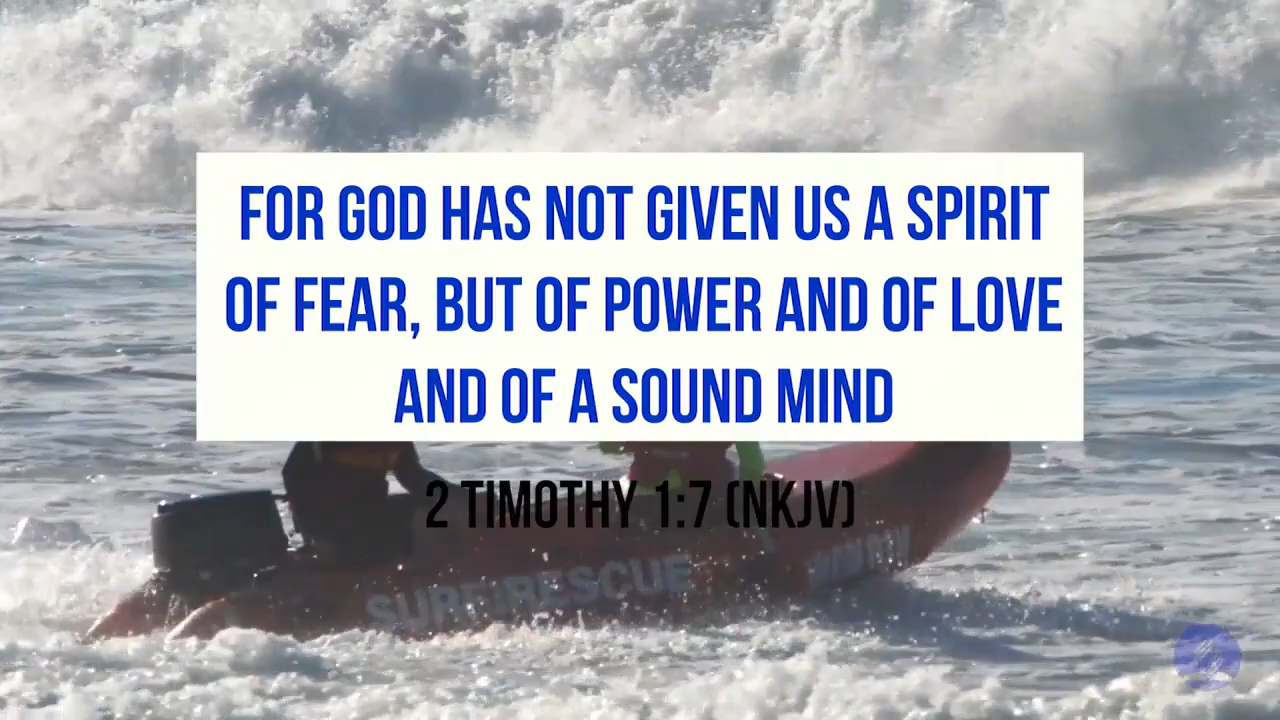 FOR GOD HAS NOT GIVEN US A SPIRIT
OF FEAR, BUT OF POWER AND OF LOVE
AND OF A SOUND MIND
2 TIMOTHY 1:7 (NKJV)
SURF RESCUE